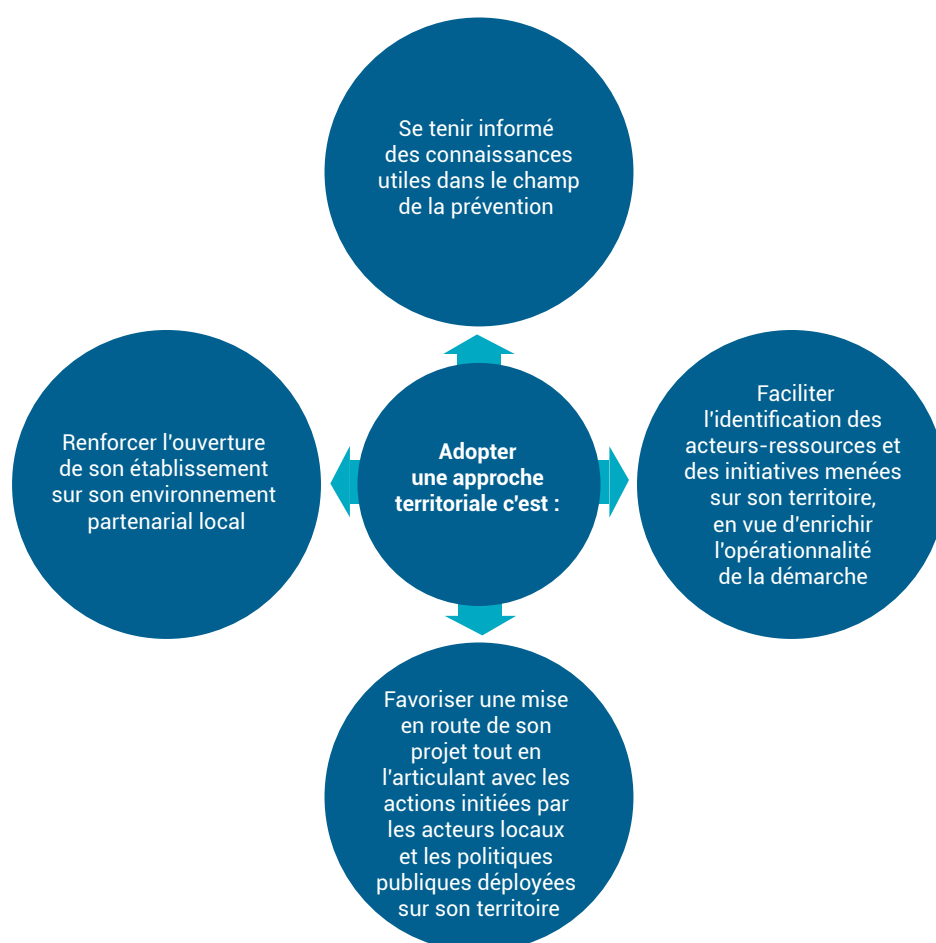 Se tenir informé
des connaissances
utiles dans le champ
de la prévention
Renforcer l'ouverture
de son établissement
sur son environnement
partenarial local
Adopter
une approche
territoriale c'est :
Faciliter
l'identification des
acteurs-ressources et
des initiatives menées
sur son territoire,
en vue d'enrichir
l'opérationnalité
de la démarche
Favoriser une mise
en route de son
projet tout en
l'articulant avec les
actions initiées par
les acteurs locaux
et les politiques
publiques déployées
sur son territoire